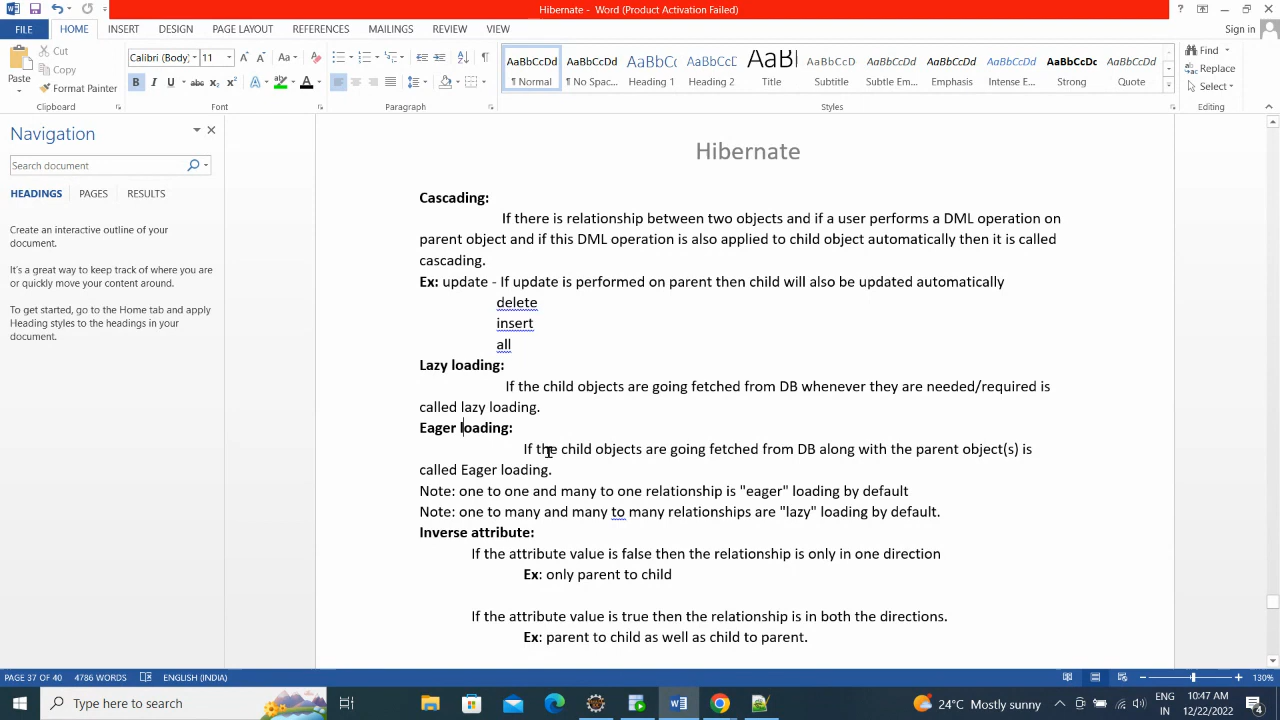 Hibernate - Word (Product Activation Failed)
FILE HOME INSERT DESIGN PAGE LAYOUT REFERENCES MAILINGS REVIEW VIEW Sign in
Paste Cut Copy Format Painter Clipboard
Calibri (Body) 11 Font
Paragraph
AaBbCcDd AaBbCcDd AaBbCc AaBbCcD AaBl AaBbCcD AaBbCcDd AaBbCcDd AaBbCcDd AaBbCcDc AaBbCcDd
¶ Normal ¶ No Spac... Heading 1 Heading 2 Title Subtitle Subtle Em... Emphasis Intense E... Strong Quote
Styles
Find Replace Select Editing
Navigation
Search document
HEADINGS PAGES RESULTS
Create an interactive outline of your
document.
It's a great way to keep track of where you are
or quickly move your content around.
To get started, go to the Home tab and apply
Heading styles to the headings in your
document.
Hibernate
Cascading:
If there is relationship between two objects and if a user performs a DML operation on
parent object and if this DML operation is also applied to child object automatically then it is called
cascading.
Ex: update - If update is performed on parent then child will also be updated automatically
delete
insert
all
Lazy loading:
If the child objects are going fetched from DB whenever they are needed/required is
called lazy loading.
Eager loading:
If the child objects are going fetched from DB along with the parent object(s) is
called Eager loading.
Note: one to one and many to one relationship is "eager" loading by default
Note: one to many and many to many relationships are "lazy" loading by default.
Inverse attribute:
If the attribute value is false then the relationship is only in one direction
Ex: only parent to child
If the attribute value is true then the relationship is in both the directions.
Ex: parent to child as well as child to parent.
PAGE 37 OF 40 4786 WORDS ENGLISH (INDIA) 130%
Type here to search 24°C Mostly sunny ENG IN 10:47 AM 12/22/2022 4